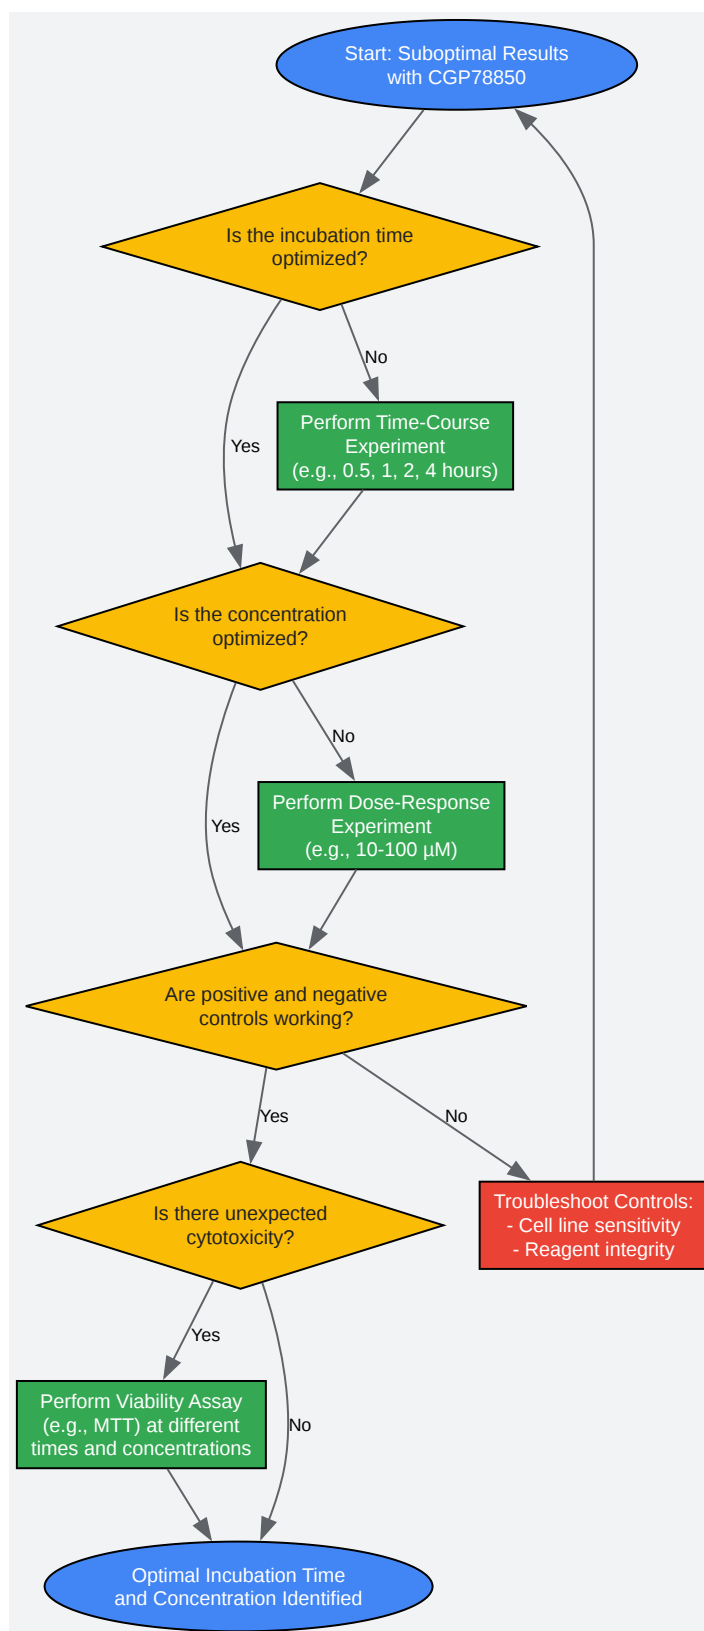 Start: Suboptimal Results
with CGP78850
Is the incubation time
optimized?
No
Perform Time-Course
Experiment
(e.g., 0.5, 1, 2, 4 hours)
Yes
Is the concentration
optimized?
No
Perform Dose-Response
Experiment
(e.g., 10-100 µM)
Yes
Are positive and negative
controls working?
Yes
No
Troubleshoot Controls:
- Cell line sensitivity
- Reagent integrity
Is there unexpected
cytotoxicity?
Yes
Perform Viability Assay
(e.g., MTT) at different
times and concentrations
No
Optimal Incubation Time
and Concentration Identified